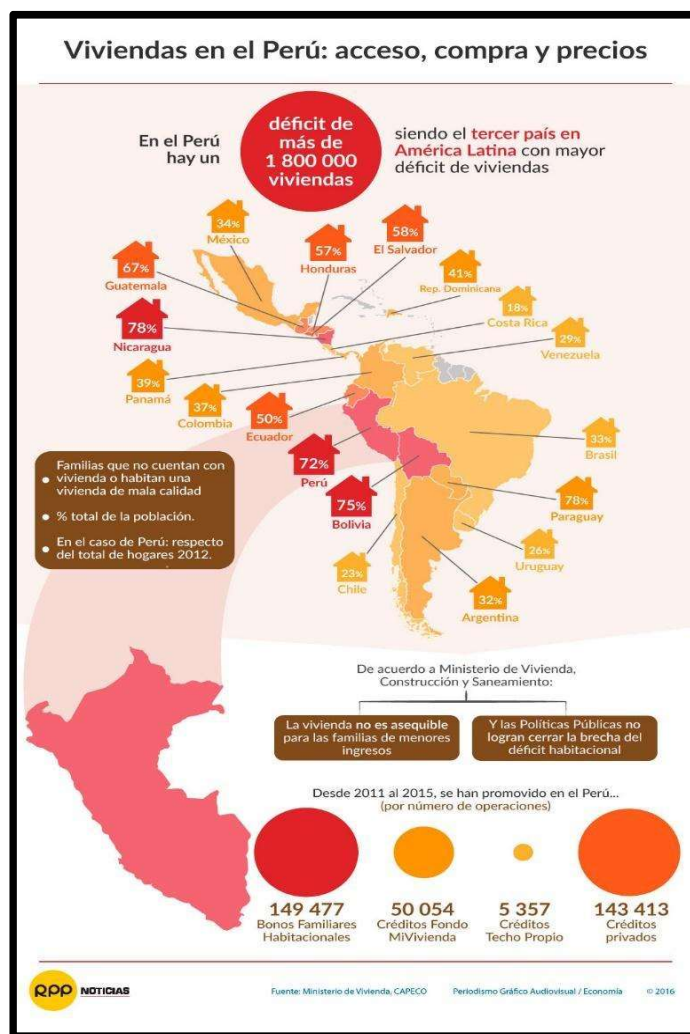 Viviendas en el Perú: acceso, compra y precios
En el Perú
hay un
déficit de
más de
1 800 000
viviendas
siendo el tercer país en
América Latina con mayor
déficit de viviendas
34%
México
67%
Guatemala
57%
Honduras
58%
El Salvador
41%
Rep. Dominicana
18%
Costa Rica
78%
Nicaragua
29%
Venezuela
39%
Panamá
37%
Colombia
50%
Ecuador
33%
Brasil
72%
Perú
75%
Bolivia
78%
Paraguay
26%
Uruguay
23%
Chile
32%
Argentina
Familias que no cuentan con
vivienda o habitan una
vivienda de mala calidad
% total de la población.
En el caso de Perú: respecto
del total de hogares 2012.
De acuerdo a Ministerio de Vivienda,
Construcción y Saneamiento:
La vivienda no es asequible
para las familias de menores
ingresos
Y las Políticas Públicas no
logran cerrar la brecha del
déficit habitacional
Desde 2011 al 2015, se han promovido en el Perú...
(por número de operaciones)
149 477
Bonos Familiares
Habitacionales
50 054
Créditos Fondo
MiVivienda
5 357
Créditos
Techo Propio
143 413
Créditos
privados
RPP NOTICIAS
Fuente: Ministerio de Vivienda, CAPECO
Periodismo Gráfico Audiovisual / Economía
© 2016